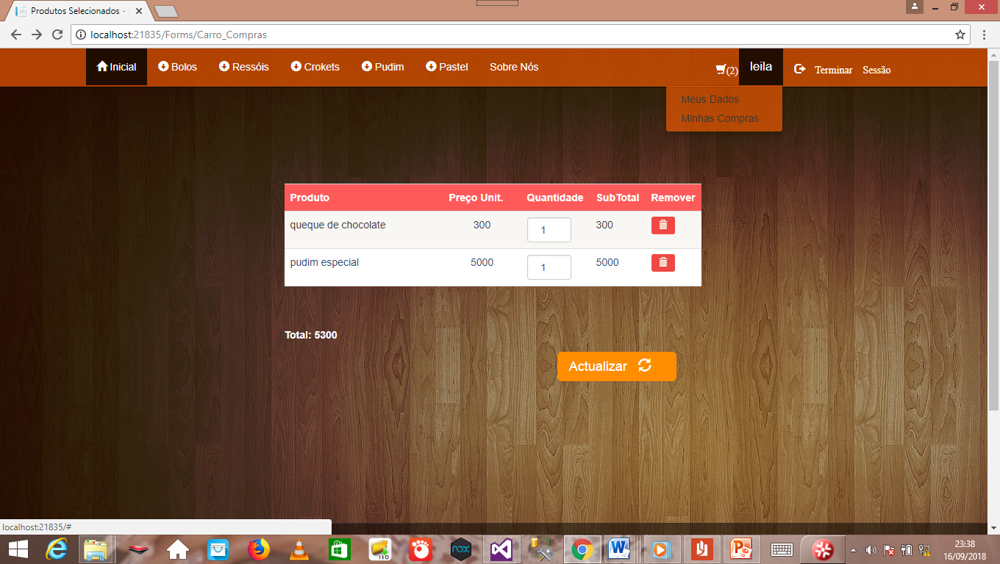 Produtos Selecionados -
localhost:21835/Forms/Carro_Compras
Inicial Bolos Ressóis Crokets Pudim Pastel Sobre Nós (2) leila Terminar Sessão
Meus Dados
Minhas Compras
Produto Preço Unit. Quantidade SubTotal Remover
queque de chocolate 300 1 300
pudim especial 5000 1 5000
Total: 5300
Actualizar
localhost:21835/#
ISO nox
23:38
16/09/2018